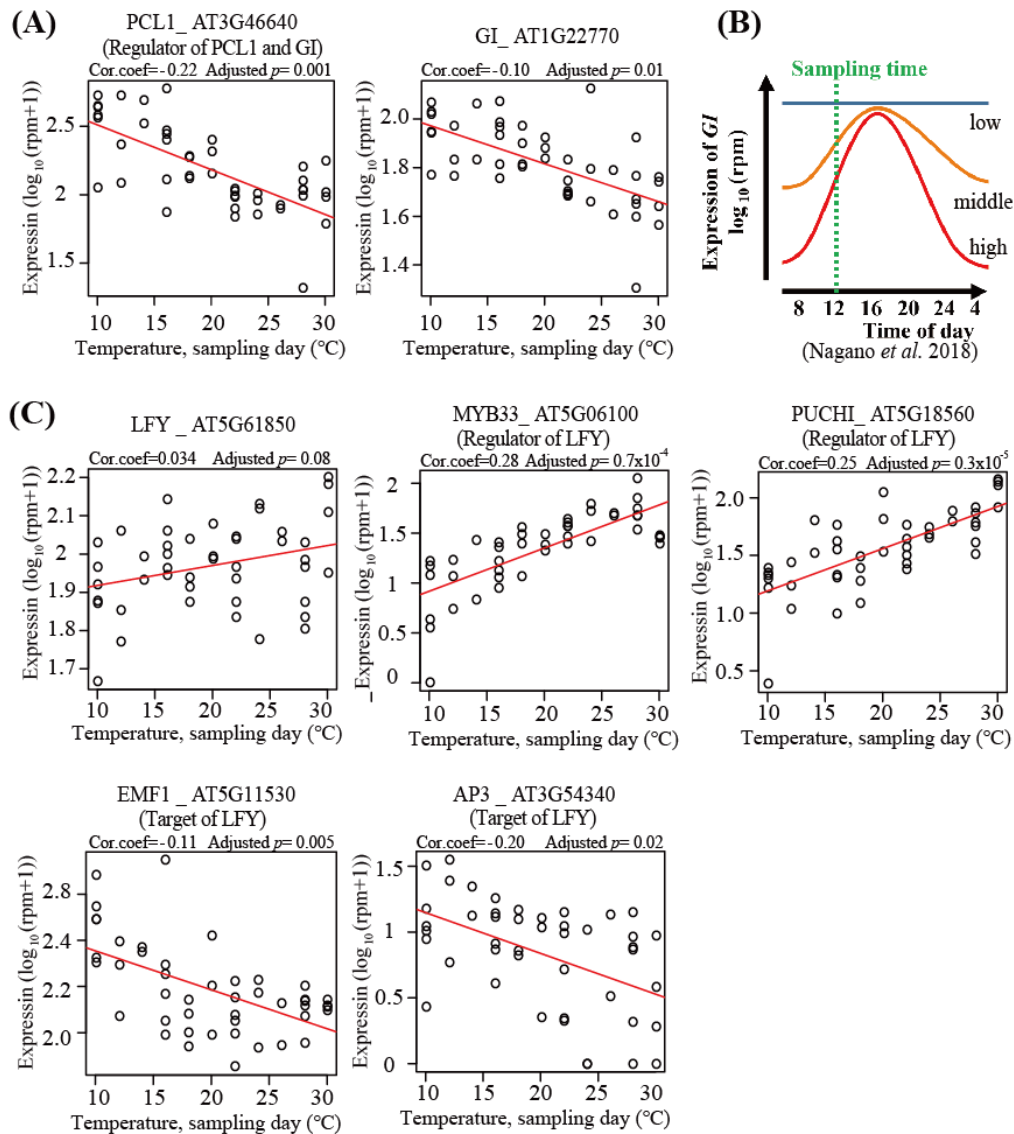 (A)
PCL1_ AT3G46640
(Regulator of PCL1 and GI)
Cor.coef=-0.22 Adjusted p= 0.001
Expressin (log10 (rpm+1))
2.5
2
1.5
10 15 20 25 30
Temperature, sampling day (°C)
GI_ AT1G22770
Cor.coef=-0.10 Adjusted p= 0.01
Expressin (log10 (rpm+1))
2.0
1.8
1.6
1.4
10 15 20 25 30
Temperature, sampling day (°C)
(B)
Sampling time
Expression of GI
log10 (rpm)
low
middle
high
8 12 16 20 24 4
Time of day
(Nagano et al. 2018)
(C)
LFY _ AT5G61850
Cor.coef=0.034 Adjusted p= 0.08
Expressin (log10 (rpm+1))
2.2
2.1
2.0
1.9
1.8
1.7
10 15 20 25 30
Temperature, sampling day (°C)
MYB33_ AT5G06100
(Regulator of LFY)
Cor.coef=0.28 Adjusted p= 0.7x10-4
_Expressin (log10 (rpm+1))
2
1.5
1
0.5
0
10 15 20 25 30
Temperature, sampling day (°C)
PUCHI_ AT5G18560
(Regulator of LFY)
Cor.coef=0.25 Adjusted p= 0.3x10-5
Expressin (log10 (rpm+1))
2.0
1.5
1.0
0.5
10 15 20 25 30
Temperature, sampling day (°C)
EMF1 _ AT5G11530
(Target of LFY)
Cor.coef=-0.11 Adjusted p= 0.005
Expressin (log10 (rpm+1))
2.8
2.4
2.2
2.0
10 15 20 25 30
Temperature, sampling day (°C)
AP3 _ AT3G54340
(Target of LFY)
Cor.coef=-0.20 Adjusted p= 0.02
Expressin (log10 (rpm+1))
1.5
1
0.5
0
10 15 20 25 30
Temperature, sampling day (°C)